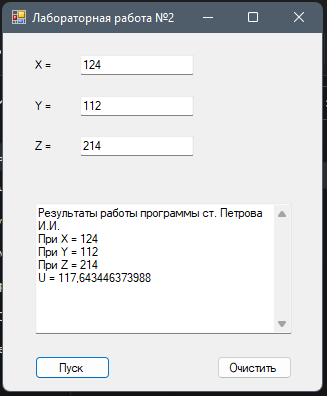 Лабораторная работа №2
X = 124
Y = 112
Z = 214
Результаты работы программы ст. Петрова
И.И.
При X = 124
При Y = 112
При Z = 214
U = 117,643446373988
Пуск Очистить